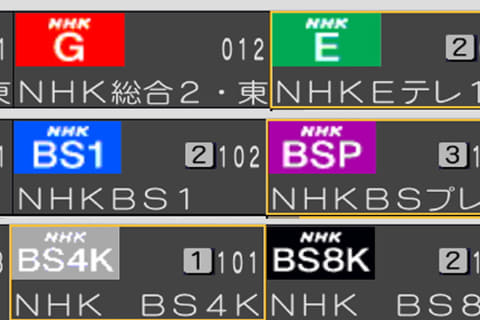 NHK
G
012
NHK
E
2
東
NHK総合2・東
NHKEテレ1
NHK
BS1
2
102
NHK
BSP
3
1
NHKBS1
NHKBSプレ
NHK
BS4K
1
101
NHK
BS8K
2
1
NHK BS4K
NHK BS8